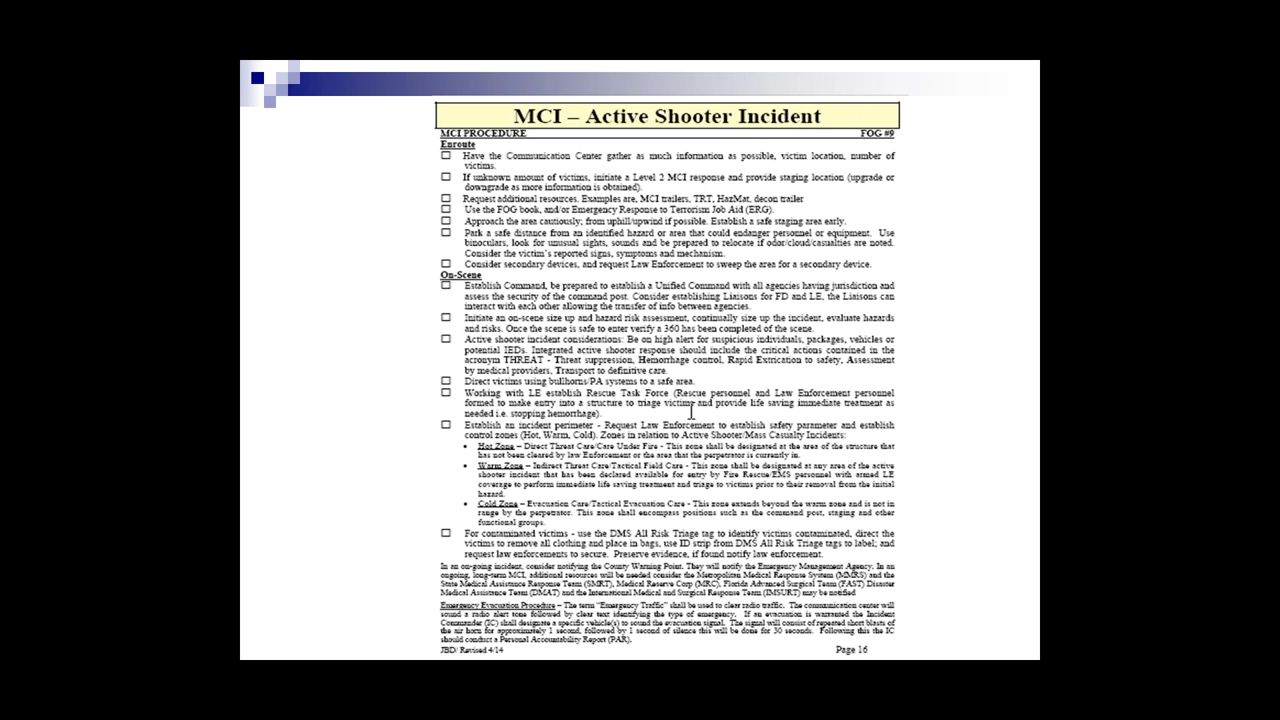 MCI – Active Shooter Incident
MCI PROCEDURE FOG #9
Enroute
Have the Communication Center gather as much information as possible, victim location, number of
victims.
If unknown amount of victims, initiate a Level 2 MCI response and provide staging location (upgrade or
downgrade as more information is obtained).
Request additional resources. Examples are, MCI trailers, TRT, HazMat, decon trailer
Use the FOG book, and/or Emergency Response to Terrorism Job Aid (ERG).
Approach the area cautiously; from uphill/upwind if possible. Establish a safe staging area early.
Park a safe distance from an identified hazard or area that could endanger personnel or equipment. Use
binoculars, look for unusual sights, sounds and be prepared to relocate if odor/cloud/casualties are noted.
Consider the victim's reported signs, symptoms and mechanism.
Consider secondary devices, and request Law Enforcement to sweep the area for a secondary device.
On-Scene
Establish Command, be prepared to establish a Unified Command with all agencies having jurisdiction and
assess the security of the command post. Consider establishing Liaisons for FD and LE, the Liaisons can
interact with each other allowing the transfer of info between agencies.
Initiate an on-scene size up and hazard risk assessment, continually size up the incident, evaluate hazards
and risks. Once the scene is safe to enter verify a 360 has been completed of the scene.
Active shooter incident considerations: Be on high alert for suspicious individuals, packages, vehicles or
potential IEDs. Integrated active shooter response should include the critical actions contained in the
acronym THREAT - Threat suppression, Hemorrhage control, Rapid Extrication to safety, Assessment
by medical providers, Transport to definitive care.
Direct victims using bullhorns/PA systems to a safe area.
Working with LE establish Rescue Task Force (Rescue personnel and Law Enforcement personnel
formed to make entry into a structure to triage victims and provide life saving immediate treatment as
needed i.e. stopping hemorrhage).
Establish an incident perimeter - Request Law Enforcement to establish safety parameter and establish
control zones (Hot, Warm, Cold). Zones in relation to Active Shooter/Mass Casualty Incidents:
• Hot Zone – Direct Threat Care/Care Under Fire - This zone shall be designated at the area of the structure that
has not been cleared by law Enforcement or the area that the perpetrator is currently in.
• Warm Zone – Indirect Threat Care/Tactical Field Care - This zone shall be designated at any area of the active
shooter incident that has been declared available for entry by Fire Rescue/EMS personnel with armed LE
coverage to perform immediate life saving treatment and triage to victims prior to their removal from the initial
hazard.
• Cold Zone – Evacuation Care/Tactical Evacuation Care - This zone extends beyond the warm zone and is not in
range by the perpetrator. This zone shall encompass positions such as the command post, staging and other
functional groups.
For contaminated victims - use the DMS All Risk Triage tag to identify victims contaminated, direct the
victims to remove all clothing and place in bags, use ID strip from DMS All Risk Triage tags to label; and
request law enforcements to secure. Preserve evidence, if found notify law enforcement.
In an on-going incident, consider notifying the County Warning Point. They will notify the Emergency Management Agency. In an
ongoing, long-term MCI, additional resources will be needed consider the Metropolitan Medical Response System (MMRS) and the
State Medical Assistance Response Team (SMRT), Medical Reserve Corp (MRC), Florida Advanced Surgical Team (FAST) Disaster
Medical Assistance Team (DMAT) and the International Medical and Surgical Response Team (IMSURT) may be notified
Emergency Evacuation Procedure – The term "Emergency Traffic" shall be used to clear radio traffic. The communication center will
sound a radio alert tone followed by clear text identifying the type of emergency. If an evacuation is warranted the Incident
Commander (IC) shall designate a specific vehicle(s) to sound the evacuation signal. The signal will consist of repeated short blasts of
the air horn for approximately 1 second, followed by 1 second of silence this will be done for 30 seconds. Following this the IC
should conduct a Personal Accountability Report (PAR).
JBD/ Revised 4/14 Page 16